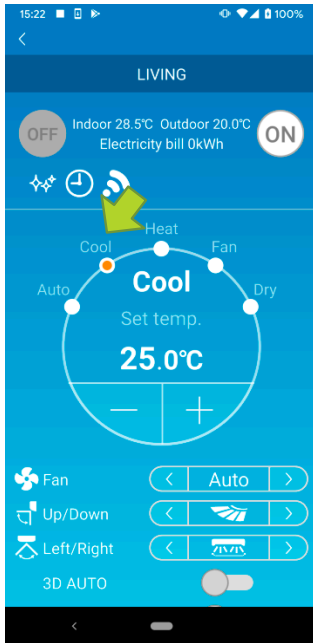 15:22 100%
LIVING
OFF Indoor 28.5℃ Outdoor 20.0℃ ON
Electricity bill 0kWh
Heat
Cool Fan
Auto Cool Dry
Set temp.
25.0℃
Fan Auto
Up/Down
Left/Right
3D AUTO